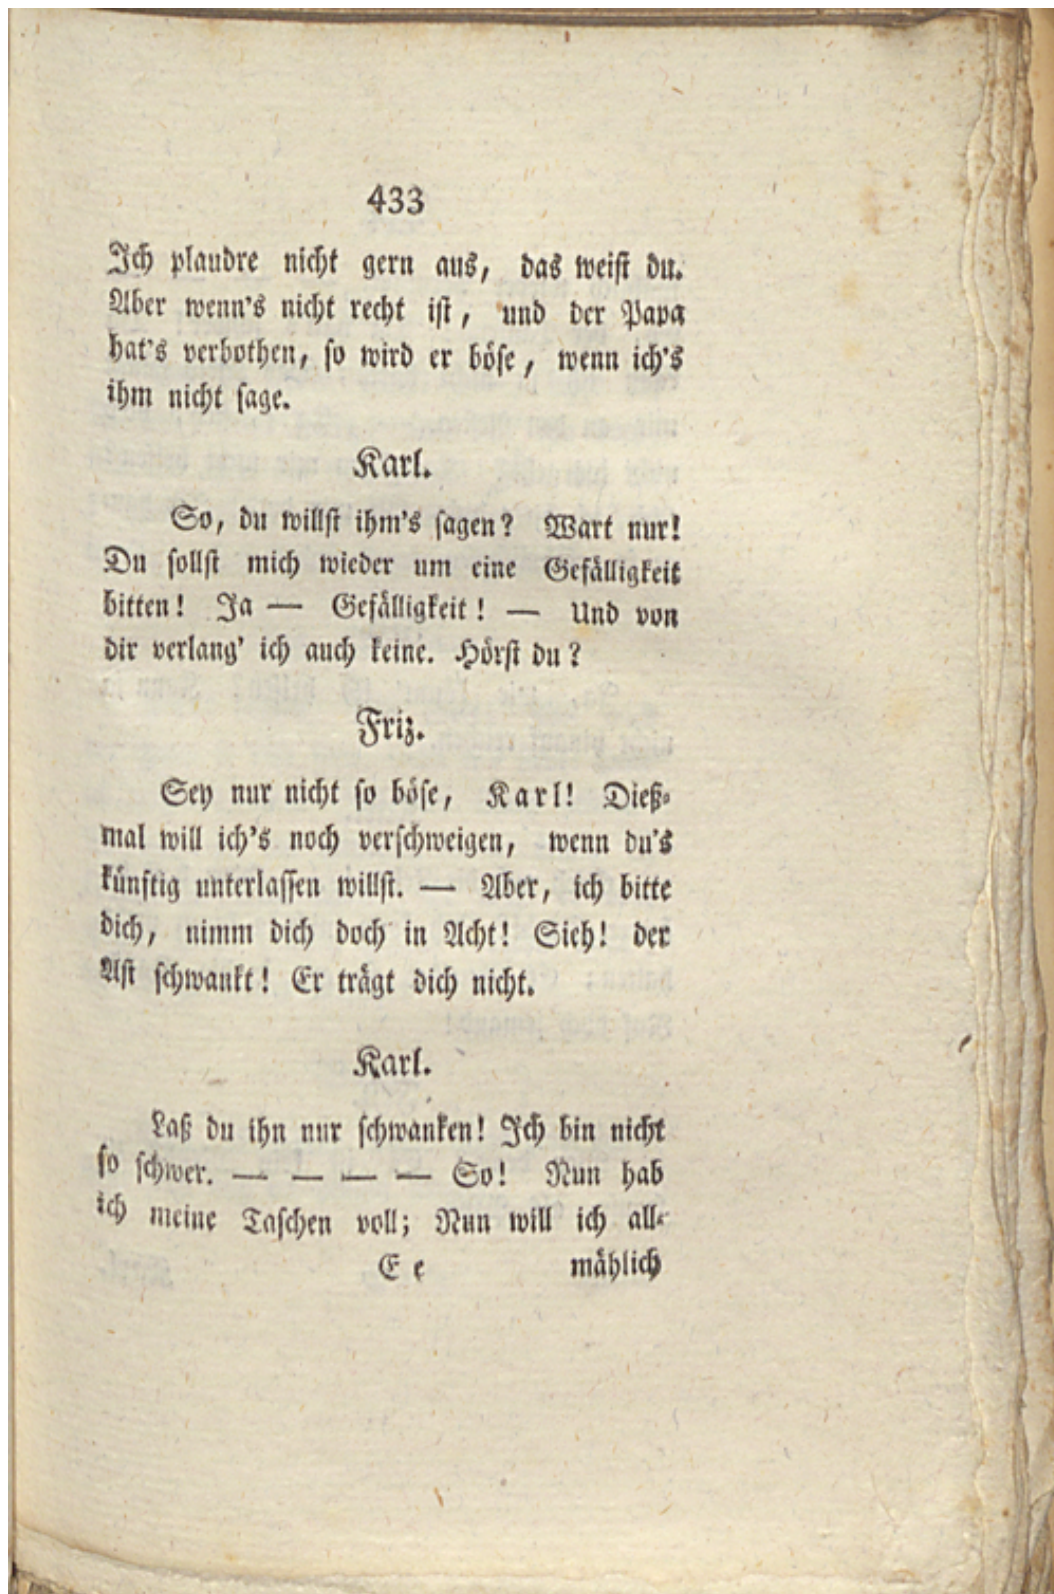 433
Ich plaudre nicht gern aus, das weist du.
Aber wenn's nicht recht ist, und der Papa
hat's verbothen, so wird er böse, wenn ich's
ihm nicht sage.
Karl.
So, du willst ihm's sagen? Wart nur!
Du sollst mich wieder um eine Gefälligkeit
bitten! Ja — Gefälligkeit! — Und von
dir verlang' ich auch keine. Hörst du?
Friz.
Sey nur nicht so böse, Karl! Dieß-
mal will ich's noch verschweigen, wenn du's
künftig unterlassen willst. — Aber, ich bitte
dich, nimm dich doch in Acht! Sieh! der
Ast schwankt! Er trägt dich nicht.
Karl.
Laß du ihn nur schwanken! Ich bin nicht
so schwer. — — — — So! Nun hab
ich meine Taschen voll; Nun will ich all-
E e mählich